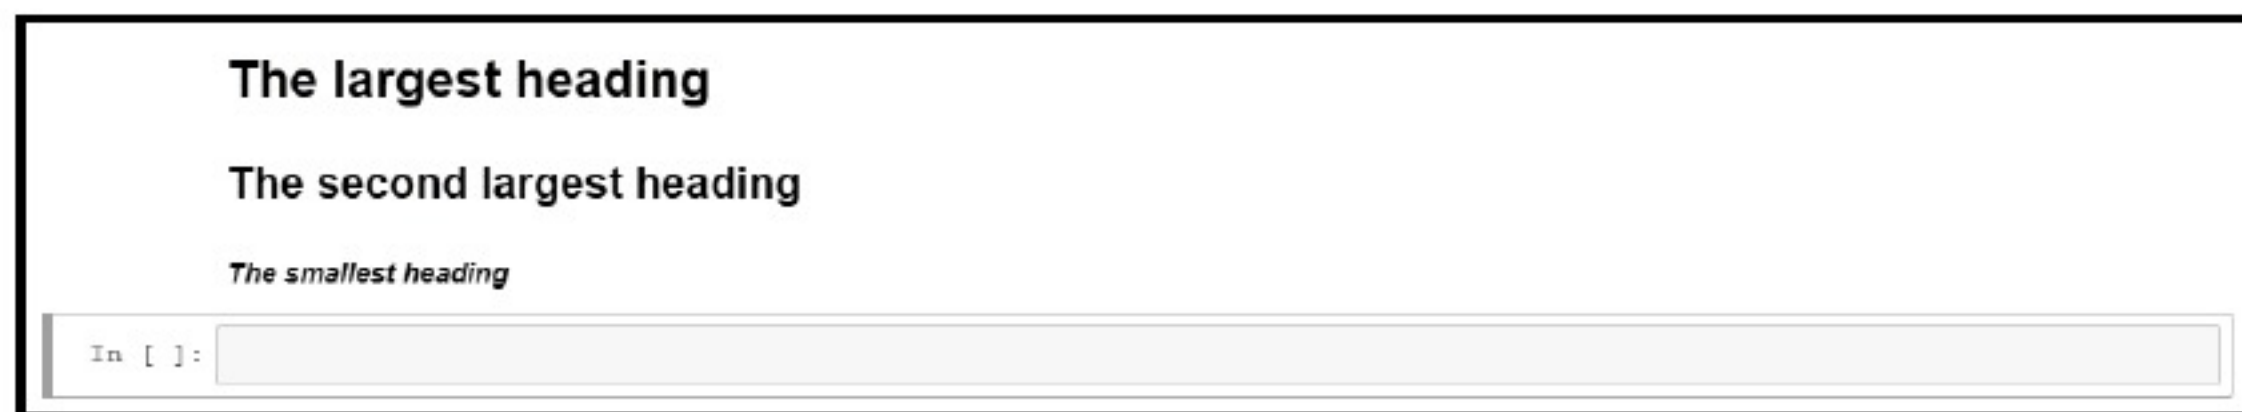 The largest heading
The second largest heading
The smallest heading
In [ ]: